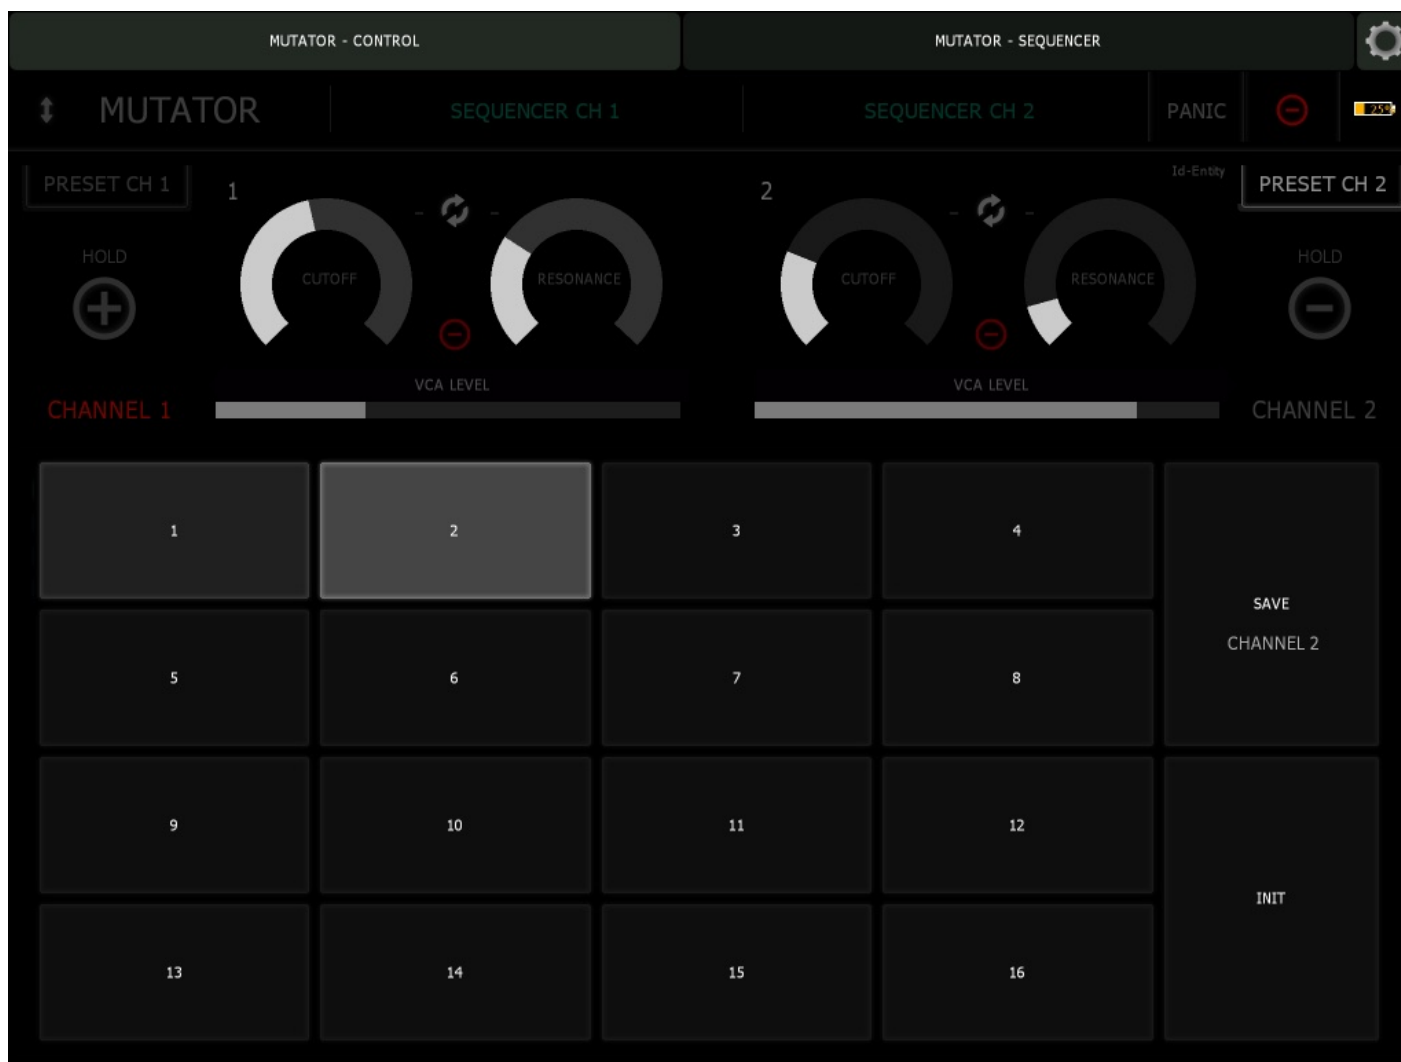 MUTATOR - CONTROL MUTATOR - SEQUENCER
MUTATOR SEQUENCER CH 1 SEQUENCER CH 2 PANIC 25%
PRESET CH 1 1 2 Id-Entity PRESET CH 2
HOLD CUTOFF RESONANCE CUTOFF RESONANCE HOLD
VCA LEVEL VCA LEVEL
CHANNEL 1 CHANNEL 2
1 2 3 4
SAVE
CHANNEL 2
5 6 7 8
9 10 11 12
INIT
13 14 15 16